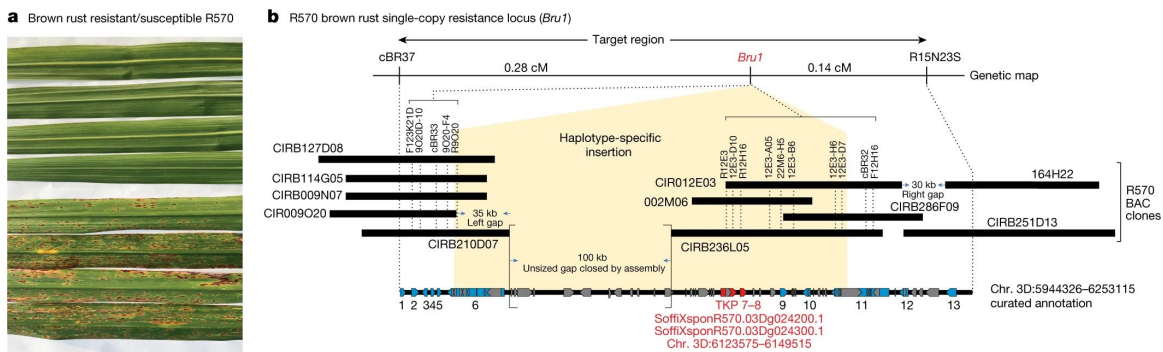 a Brown rust resistant/susceptible R570
b R570 brown rust single-copy resistance locus (Bru1)
Target region
cBR37
Bru1
R15N23S
0.28 cM
0.14 cM
Genetic map
F123K21D
9O20D-10
cBR33
9O20-F4
R9O20
Haplotype-specific
insertion
R12E3
12E3-D10
R12H16
12E3-A05
22M6-H5
12E3-B6
12E3-H6
12E3-D7
cBR32
F12H16
CIRB127D08
CIRB114G05
CIRB009N07
CIR009O20
35 kb
Left gap
CIRB210D07
CIR012E03
002M06
30 kb
Right gap
164H22
CIRB286F09
CIRB251D13
CIRB236L05
R570
BAC
clones
100 kb
Unsized gap closed by assembly
Chr. 3D:5944326–6253115
curated annotation
1 2 345 6 TKP 7–8 9 10 11 12 13
SoffiXsponR570.03Dg024200.1
SoffiXsponR570.03Dg024300.1
Chr. 3D:6123575–6149515